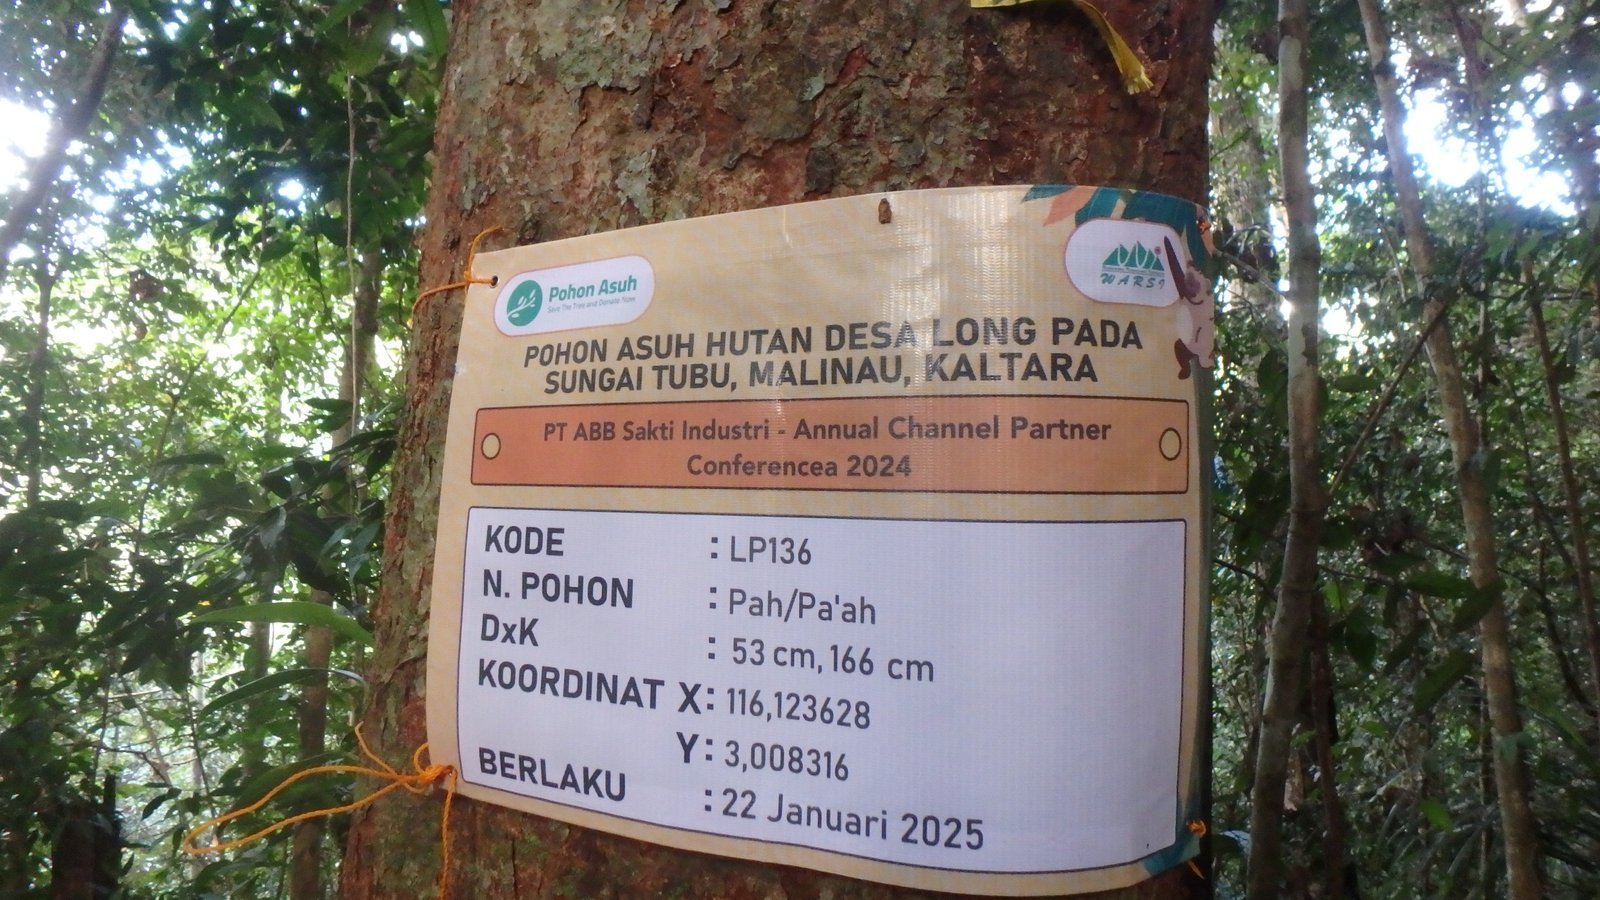 Pohon Asuh
Save The Tree and Donate Now
WARSI
POHON ASUH HUTAN DESA LONG PADA
SUNGAI TUBU, MALINAU, KALTARA
PT ABB Sakti Industri - Annual Channel Partner
Conferencea 2024
KODE : LP136
N. POHON : Pah/Pa'ah
DxK : 53 cm, 166 cm
KOORDINAT X : 116,123628
Y : 3,008316
BERLAKU : 22 Januari 2025